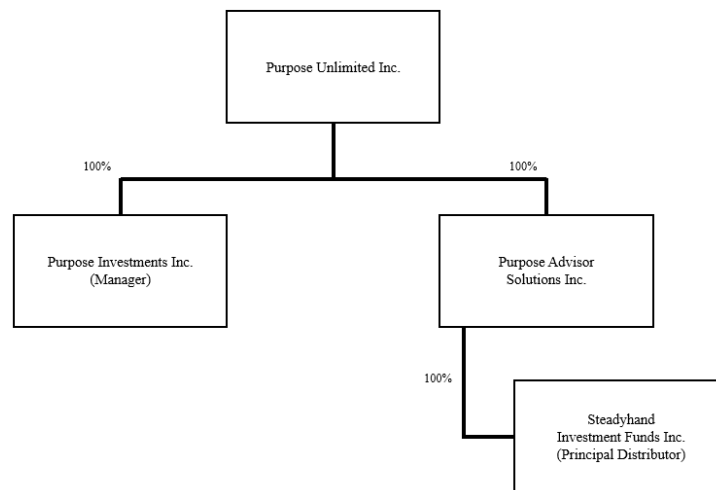 Purpose Unlimited Inc.
100%
100%
Purpose Investments Inc.
(Manager)
Purpose Advisor
Solutions Inc.
100%
Steadyhand
Investment Funds Inc.
(Principal Distributor)